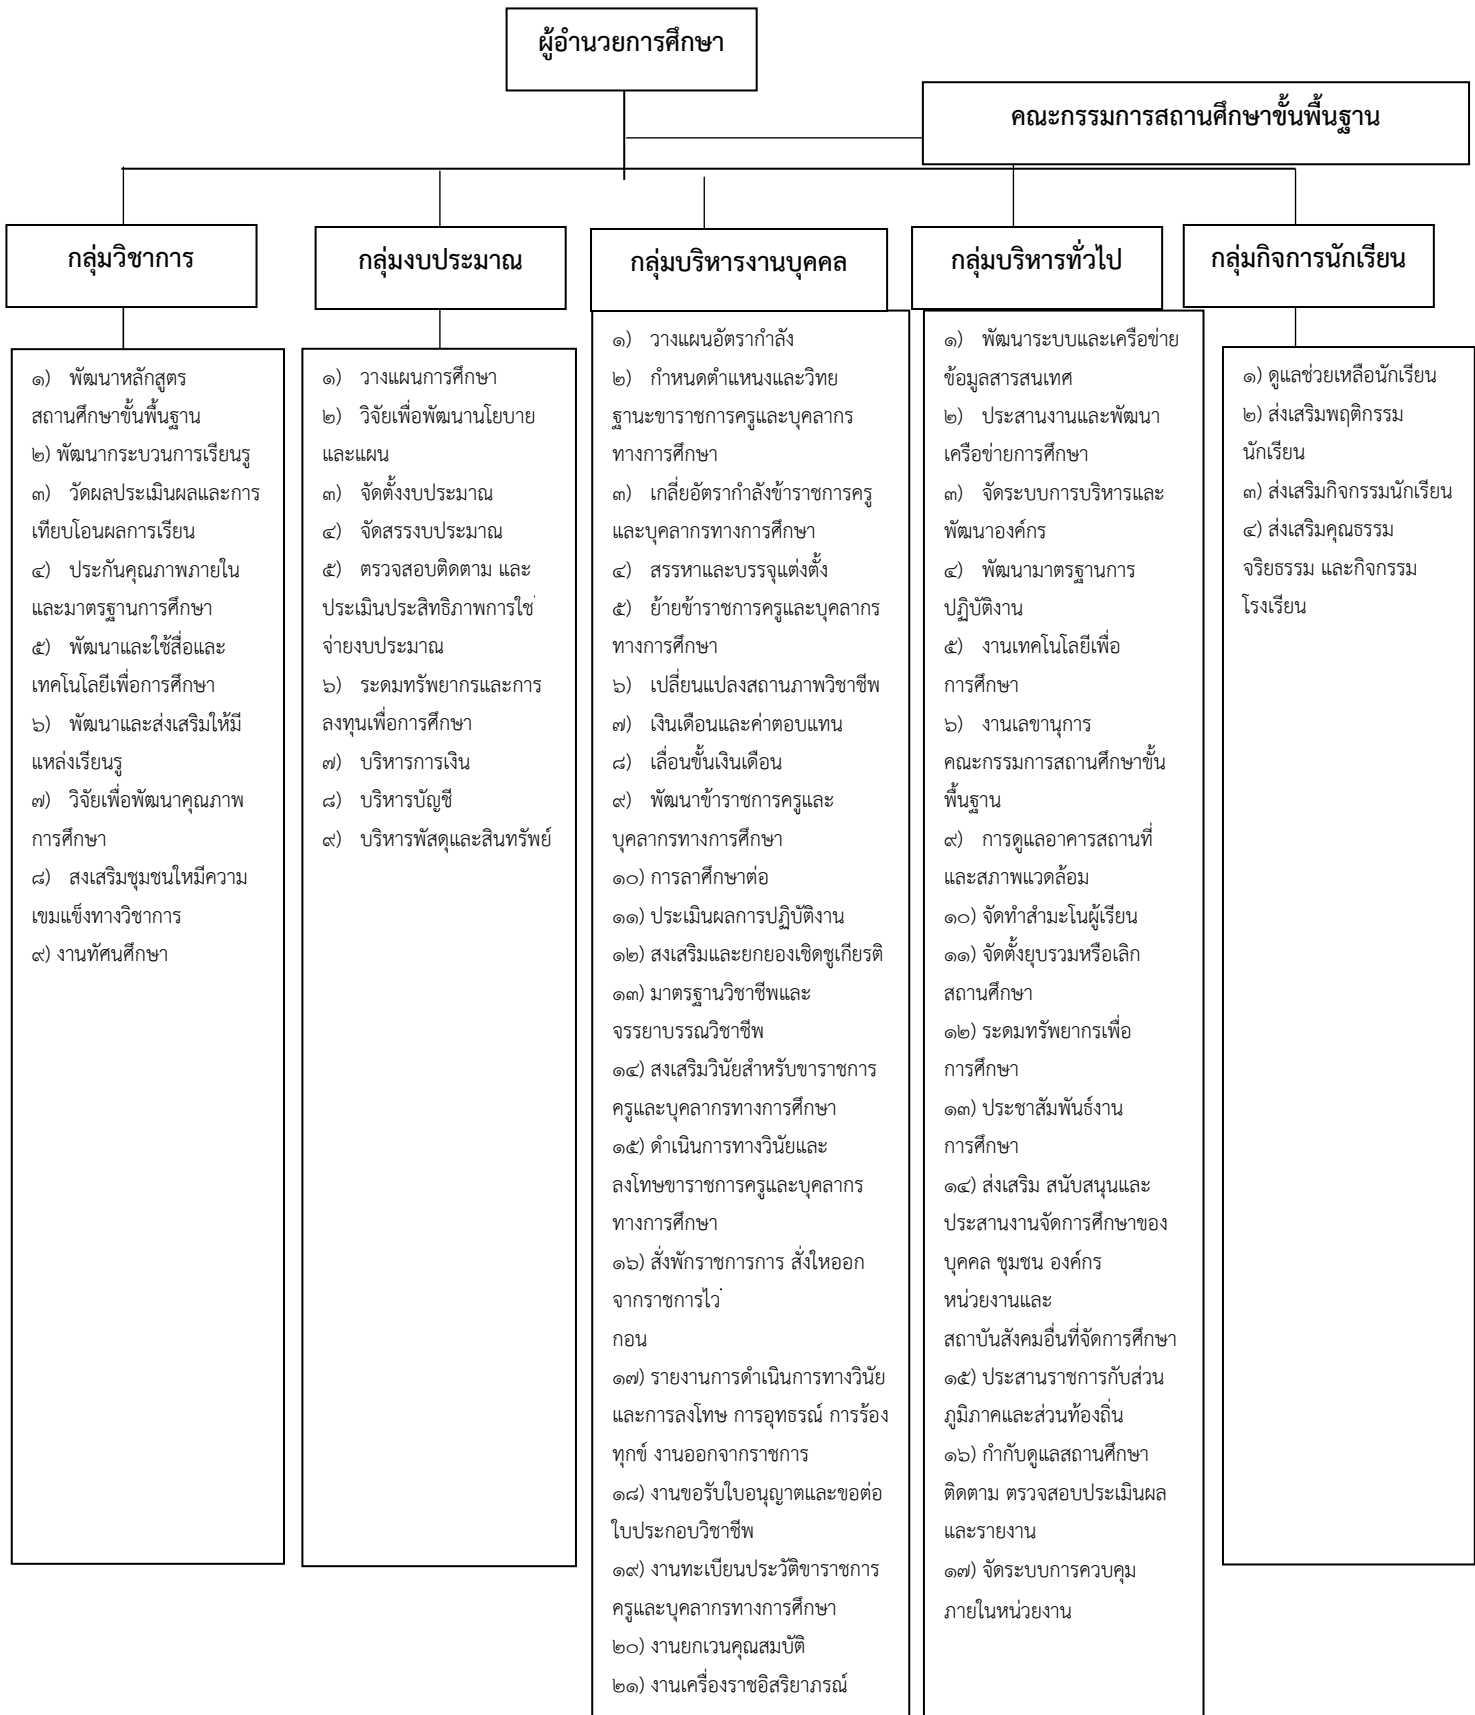 ผู้อำนวยการศึกษา
คณะกรรมการสถานศึกษาขั้นพื้นฐาน
กลุ่มวิชาการ
กลุ่มงบประมาณ
กลุ่มบริหารงานบุคคล
กลุ่มบริหารทั่วไป
กลุ่มกิจการนักเรียน
๑) พัฒนาหลักสูตร
สถานศึกษาขั้นพื้นฐาน
๒) พัฒนากระบวนการเรียนรู
๓) วัดผลประเมินผลและการ
เทียบโอนผลการเรียน
๔) ประกันคุณภาพภายใน
และมาตรฐานการศึกษา
๕) พัฒนาและใช้สื่อและ
เทคโนโลยีเพื่อการศึกษา
๖) พัฒนาและส่งเสริมให้มี
แหล่งเรียนรู
๗) วิจัยเพื่อพัฒนาคุณภาพ
การศึกษา
๘) สงเสริมชุมชนใหมีความ
เขมแข็งทางวิชาการ
๙) งานทัศนศึกษา
๑) วางแผนการศึกษา
๒) วิจัยเพื่อพัฒนานโยบาย
และแผน
๓) จัดตั้งงบประมาณ
๔) จัดสรรงบประมาณ
๕) ตรวจสอบติดตาม และ
ประเมินประสิทธิภาพการใช่
จ่ายงบประมาณ
๖) ระดมทรัพยากรและการ
ลงทุนเพื่อการศึกษา
๗) บริหารการเงิน
๘) บริหารบัญชี
๙) บริหารพัสดุและสินทรัพย์
๑) วางแผนอัตรากำลัง
๒) กำหนดตำแหน่งและวิทย
ฐานะขาราชการครูและบุคลากร
ทางการศึกษา
๓) เกลี่ยอัตรากำลังข้าราชการครู
และบุคลากรทางการศึกษา
๔) สรรหาและบรรจุแต่งตั้ง
๕) ย้ายข้าราชการครูและบุคลากร
ทางการศึกษา
๖) เปลี่ยนแปลงสถานภาพวิชาชีพ
๗) เงินเดือนและค่าตอบแทน
๘) เลื่อนขั้นเงินเดือน
๙) พัฒนาข้าราชการครูและ
บุคลากรทางการศึกษา
๑๐) การลาศึกษาต่อ
๑๑) ประเมินผลการปฏิบัติงาน
๑๒) สงเสริมและยกยองเชิดชูเกียรติ
๑๓) มาตรฐานวิชาชีพและ
จรรยาบรรณวิชาชีพ
๑๔) สงเสริมวินัยสำหรับขาราชการ
ครูและบุคลากรทางการศึกษา
๑๕) ดำเนินการทางวินัยและ
ลงโทษขาราชการครูและบุคลากร
ทางการศึกษา
๑๖) สั่งพักราชการการ สั่งใหออก
จากราชการไว่
กอน
๑๗) รายงานการดำเนินการทางวินัย
และการลงโทษ การอุทธรณ์ การร้อง
ทุกข์ งานออกจากราชการ
๑๘) งานขอรับใบอนุญาตและขอต่อ
ใบประกอบวิชาชีพ
๑๙) งานทะเบียนประวัติขาราชการ
ครูและบุคลากรทางการศึกษา
๒๐) งานยกเวนคุณสมบัติ
๒๑) งานเครื่องราชอิสริยาภรณ์
๑) พัฒนาระบบและเครือข่าย
ข้อมูลสารสนเทศ
๒) ประสานงานและพัฒนา
เครือข่ายการศึกษา
๓) จัดระบบการบริหารและ
พัฒนาองค์กร
๔) พัฒนามาตรฐานการ
ปฏิบัติงาน
๕) งานเทคโนโลยีเพื่อ
การศึกษา
๖) งานเลขานุการ
คณะกรรมการสถานศึกษาขั้น
พื้นฐาน
๙) การดูแลอาคารสถานที่
และสภาพแวดล้อม
๑๐) จัดทำสำมะโนผู้เรียน
๑๑) จัดตั้งยุบรวมหรือเลิก
สถานศึกษา
๑๒) ระดมทรัพยากรเพื่อ
การศึกษา
๑๓) ประชาสัมพันธ์งาน
การศึกษา
๑๔) ส่งเสริม สนับสนุนและ
ประสานงานจัดการศึกษาของ
บุคคล ชุมชน องค์กร
หน่วยงานและ
สถาบันสังคมอื่นที่จัดการศึกษา
๑๕) ประสานราชการกับส่วน
ภูมิภาคและส่วนท้องถิ่น
๑๖) กำกับดูแลสถานศึกษา
ติดตาม ตรวจสอบประเมินผล
และรายงาน
๑๗) จัดระบบการควบคุม
ภายในหน่วยงาน
๑) ดูแลช่วยเหลือนักเรียน
๒) ส่งเสริมพฤติกรรม
นักเรียน
๓) ส่งเสริมกิจกรรมนักเรียน
๔) ส่งเสริมคุณธรรม
จริยธรรม และกิจกรรม
โรงเรียน